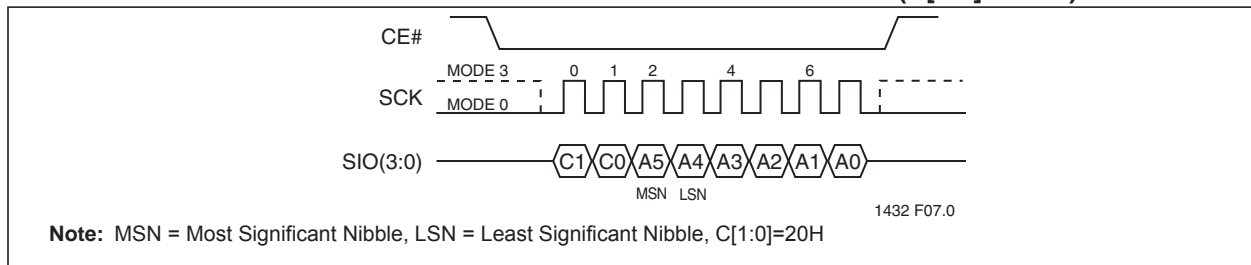 CE#
MODE 3 0 1 2 4 6
SCK
MODE 0
SIO(3:0) C1 C0 A5 A4 A3 A2 A1 A0
MSN LSN
1432 F07.0
Note: MSN = Most Significant Nibble, LSN = Least Significant Nibble, C[1:0]=20H